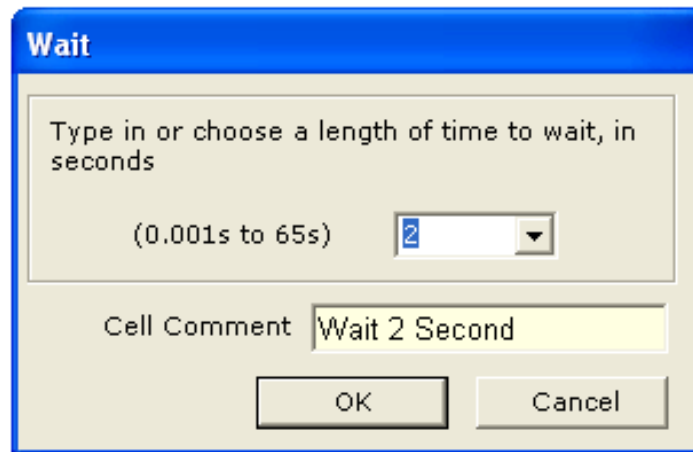 Wait
Type in or choose a length of time to wait, in
seconds
(0.001s to 65s) 2
Cell Comment Wait 2 Second
OK Cancel